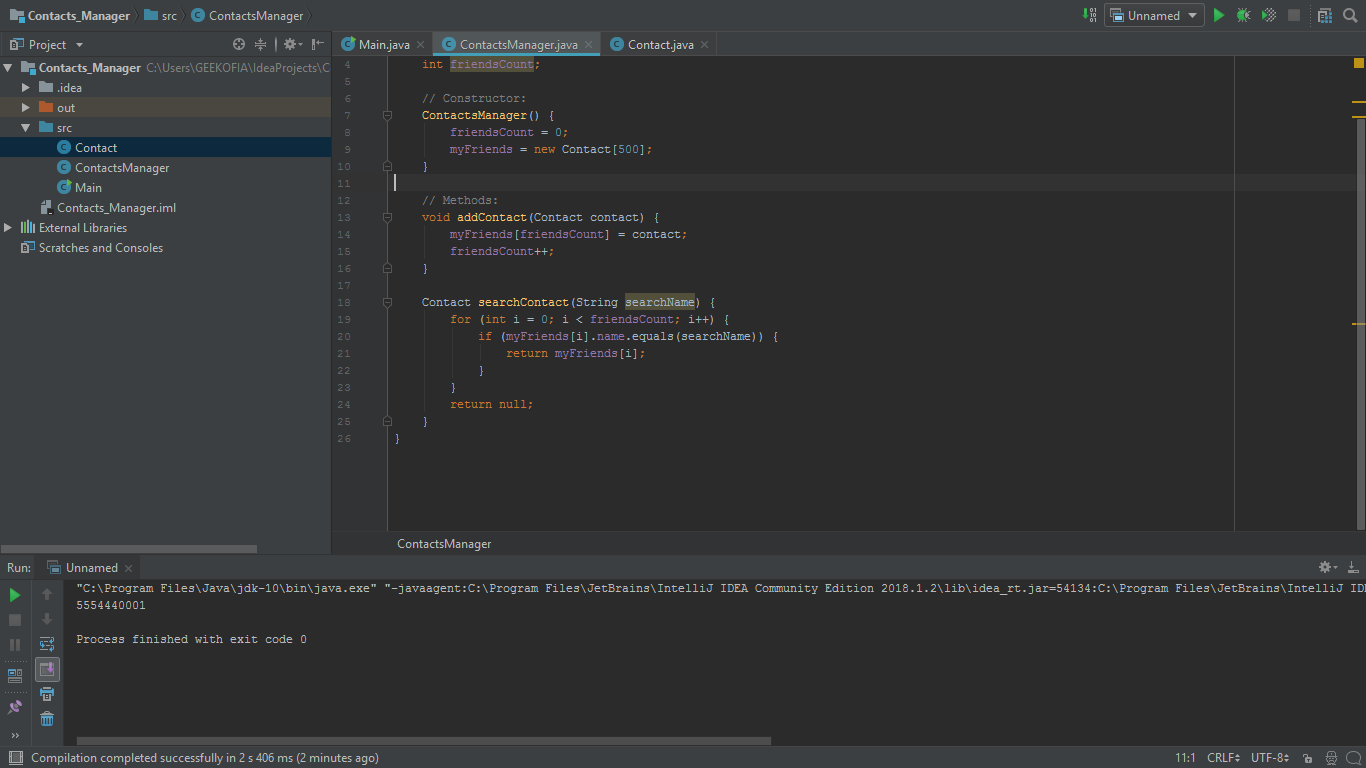 Contacts_Manager src ContactsManager Unnamed
Project
Main.java ContactsManager.java Contact.java
Contacts_Manager C:\Users\GEEKOFIA\IdeaProjects\C
.idea
out
src
Contact
ContactsManager
Main
Contacts_Manager.iml
External Libraries
Scratches and Consoles
4 int friendsCount;
5
6 // Constructor:
7 ContactsManager() {
8 friendsCount = 0;
9 myFriends = new Contact[500];
10 }
11
12 // Methods:
13 void addContact(Contact contact) {
14 myFriends[friendsCount] = contact;
15 friendsCount++;
16 }
17
18 Contact searchContact(String searchName) {
19 for (int i = 0; i < friendsCount; i++) {
20 if (myFriends[i].name.equals(searchName)) {
21 return myFriends[i];
22 }
23 }
24 return null;
25 }
26 }
ContactsManager
Run: Unnamed
"C:\Program Files\Java\jdk-10\bin\java.exe" "-javaagent:C:\Program Files\JetBrains\IntelliJ IDEA Community Edition 2018.1.2\lib\idea_rt.jar=54134:C:\Program Files\JetBrains\IntelliJ IDE
5554440001
Process finished with exit code 0
Compilation completed successfully in 2 s 406 ms (2 minutes ago) 11:1 CRLF UTF-8